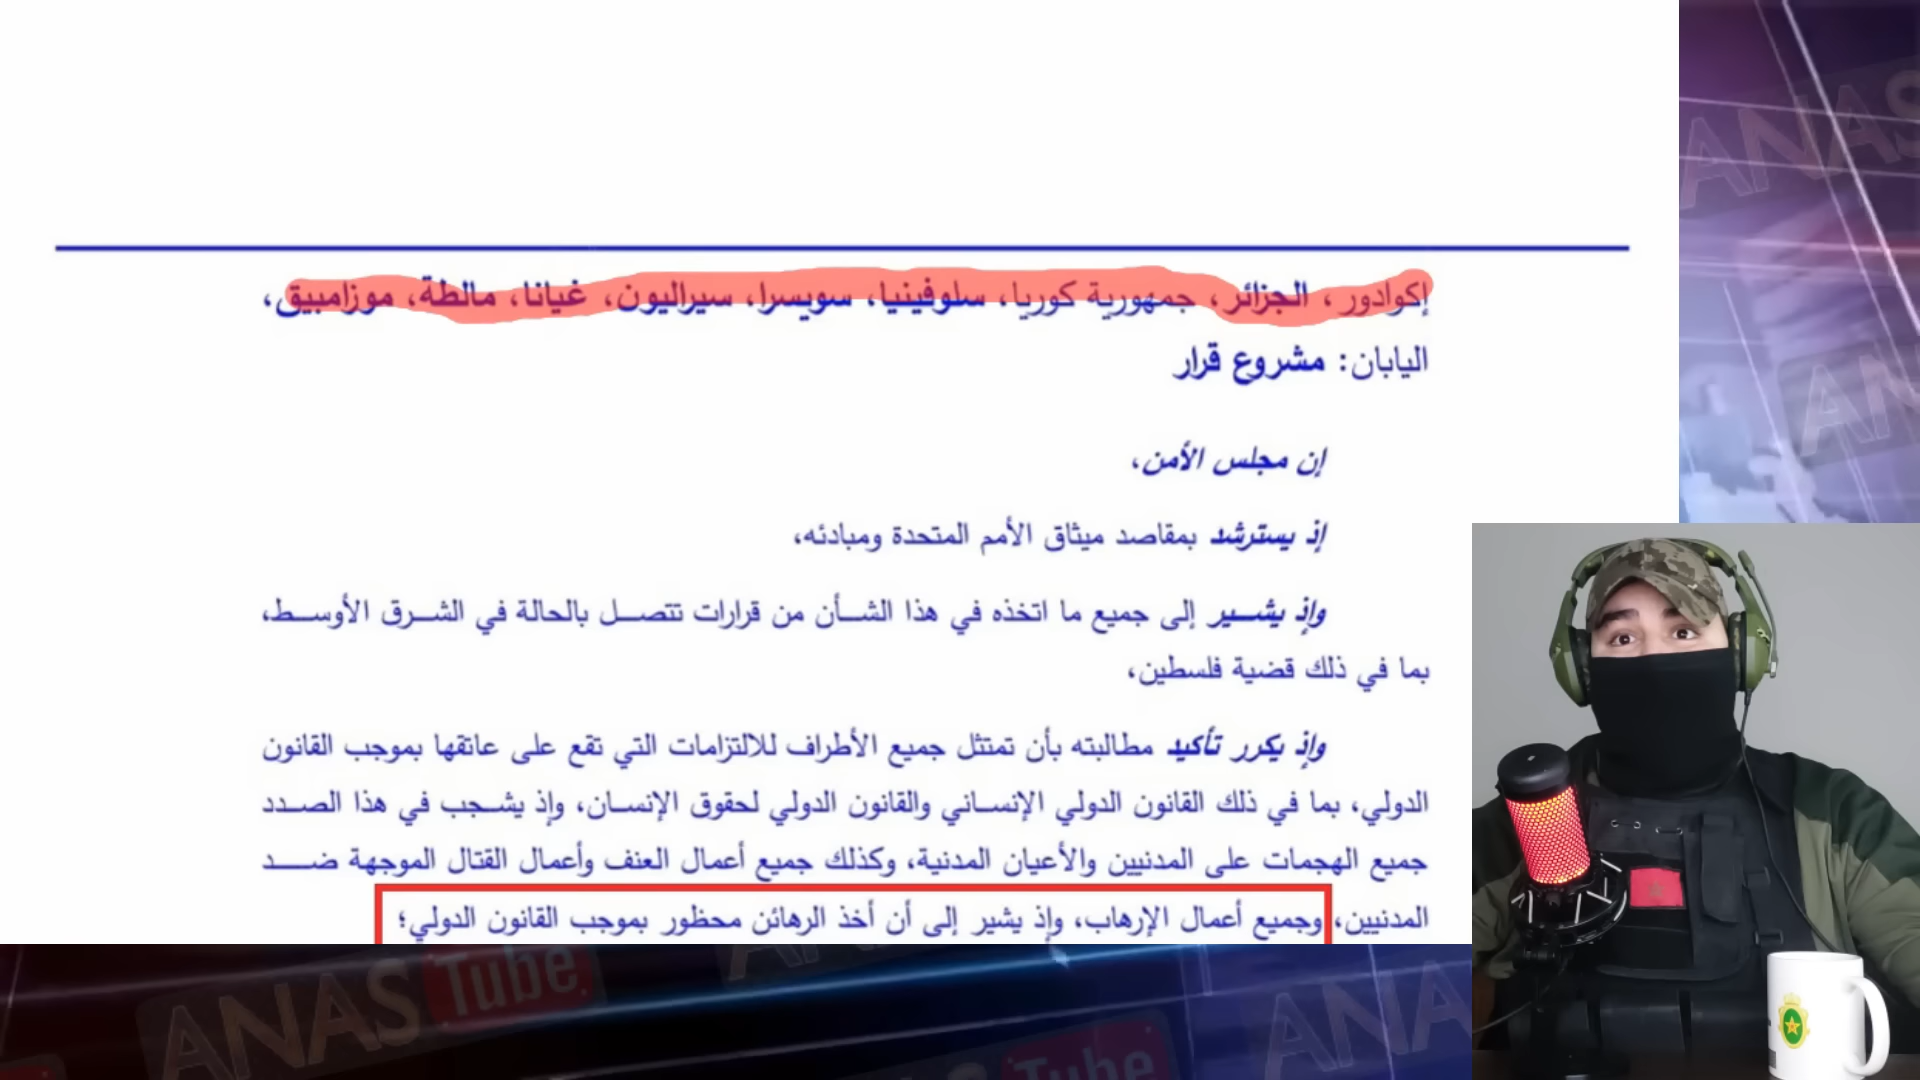 إكوادور، الجزائر، جمهورية كوريا، سلوفينيا، سويسرا، سيراليون، غيانا، مالطة، موزامبيق،
اليابان: مشروع قرار
إن مجلس الأمن،
إذ يسترشد بمقاصد ميثاق الأمم المتحدة ومبادئه،
وإذ يشير إلى جميع ما اتخذه في هذا الشأن من قرارات تتصل بالحالة في الشرق الأوسط،
بما في ذلك قضية فلسطين،
وإذ يكرر تأكيد مطالبته بأن تمتثل جميع الأطراف للالتزامات التي تقع على عاتقها بموجب القانون
الدولي، بما في ذلك القانون الدولي الإنساني والقانون الدولي لحقوق الإنسان، وإذ يشجب في هذا الصدد
جميع الهجمات على المدنيين والأعيان المدنية، وكذلك جميع أعمال العنف وأعمال القتال الموجهة ضد
المدنيين، وجميع أعمال الإرهاب، وإذ يشير إلى أن أخذ الرهائن محظور بموجب القانون الدولي؛
ANAS
AN
ANAS Tube
AN
Tube
ANAS